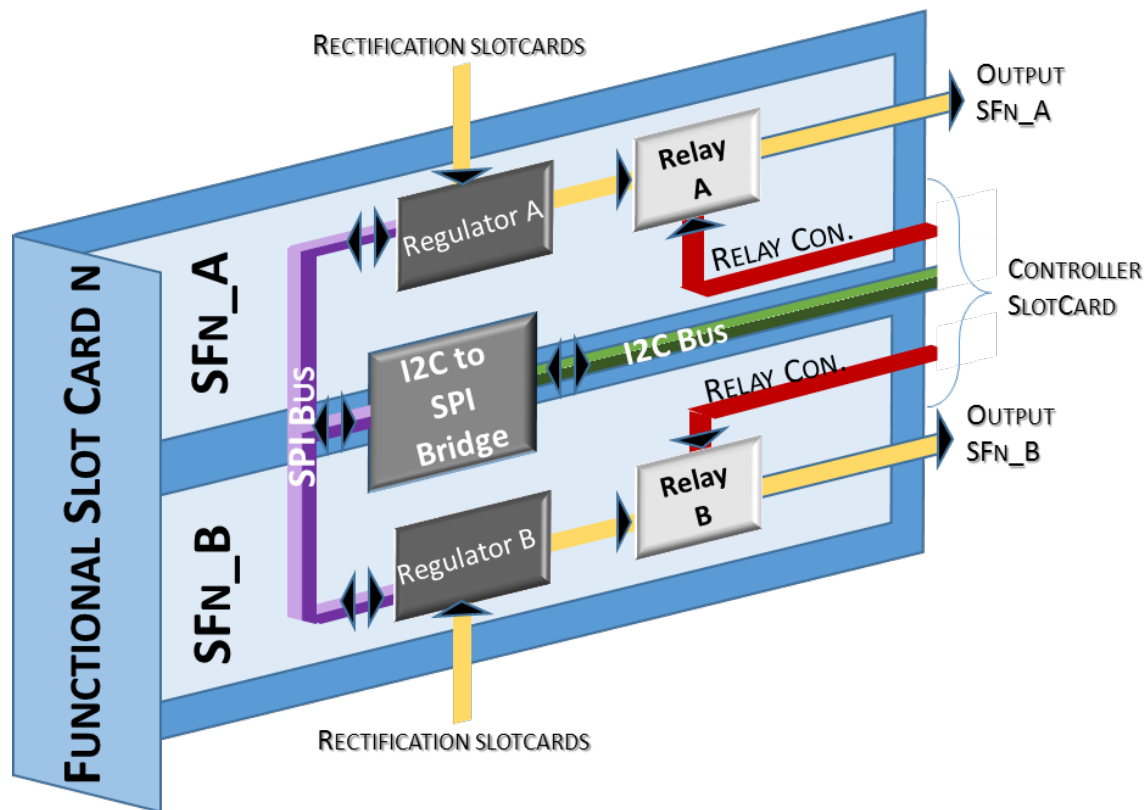 Rectification slotcards
Output
SFn_A
Relay
A
Regulator A
Relay Con.
SFn_A
Functional Slot Card n
Controller
SlotCard
I2C to
SPI
Bridge
I2C Bus
SPI Bus
Relay Con.
Output
SFn_B
Relay
B
Regulator B
SFn_B
Rectification slotcards